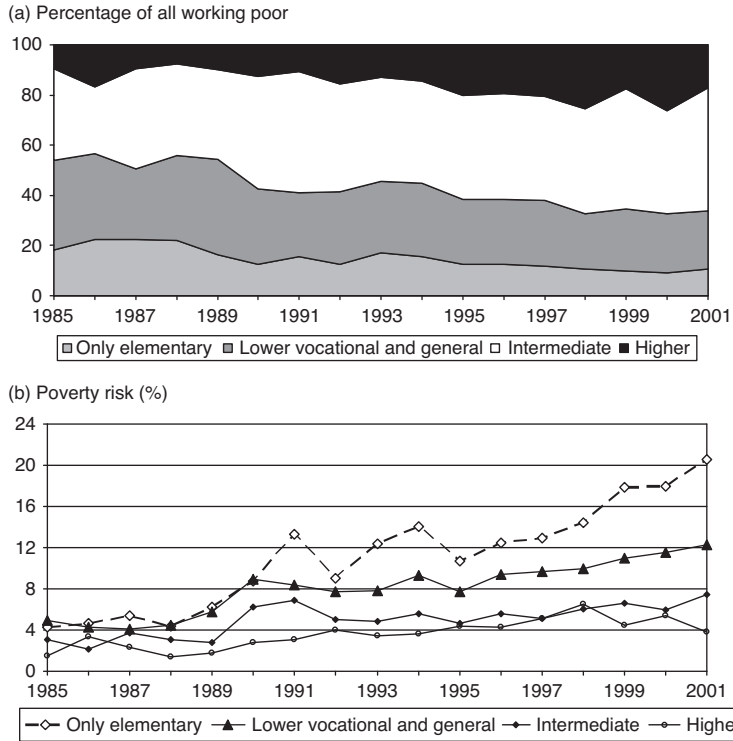 (a) Percentage of all working poor
100
80
60
40
20
0
1985 1987 1989 1991 1993 1995 1997 1999 2001
Only elementary Lower vocational and general Intermediate Higher
(b) Poverty risk (%)
24
20
16
12
8
4
0
1985 1987 1989 1991 1993 1995 1997 1999 2001
Only elementary Lower vocational and general Intermediate Highe